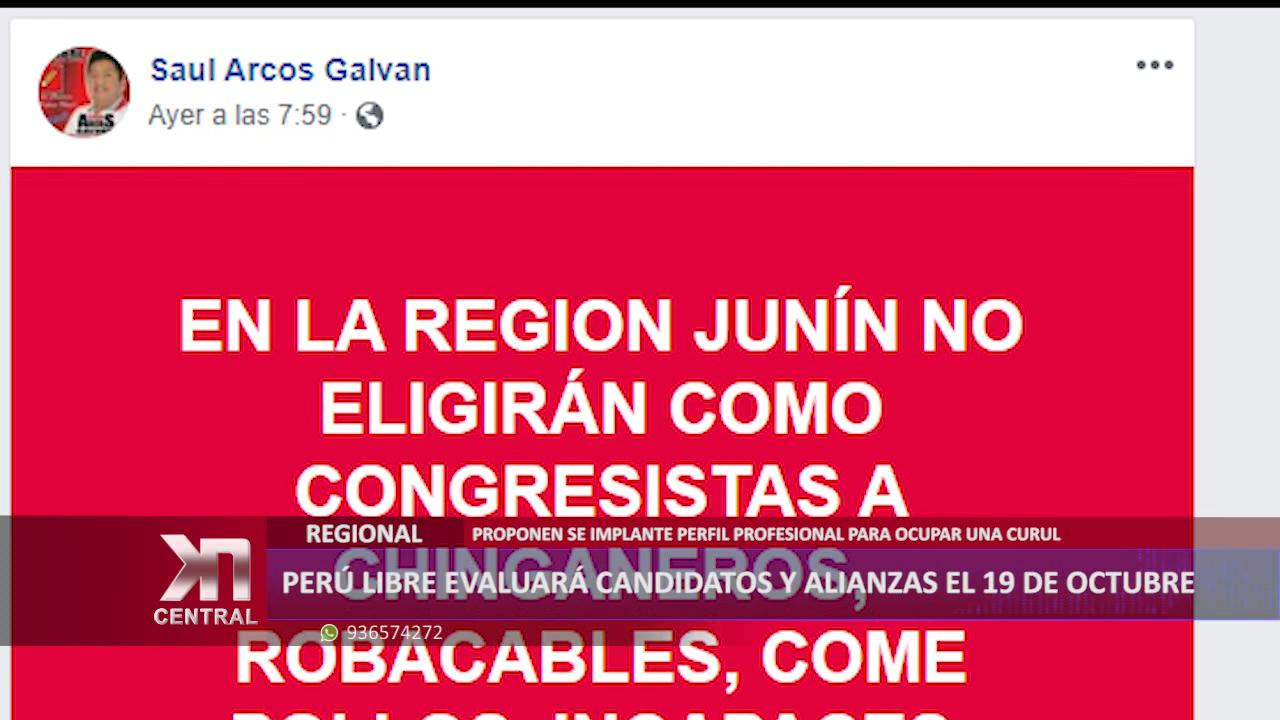 Saul Arcos Galvan
Ayer a las 7:59 ·
EN LA REGION JUNÍN NO
ELIGIRÁN COMO
CONGRESISTAS A
CHINGANEROS,
REGIONAL
PROPONEN SE IMPLANTE PERFIL PROFESIONAL PARA OCUPAR UNA CURUL
PERÚ LIBRE EVALUARÁ CANDIDATOS Y ALIANZAS EL 19 DE OCTUBRE
CENTRAL
936574272
ROBACABLES, COME